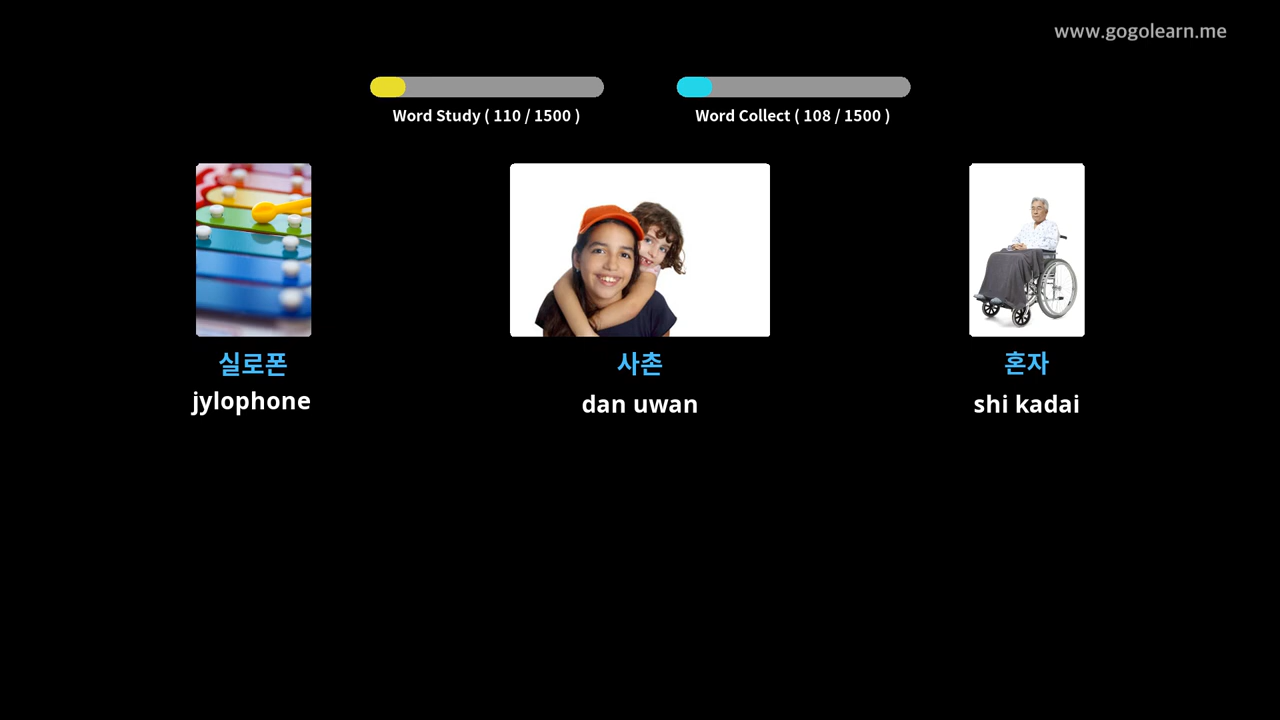 www.gogolearn.me
Word Study ( 110 / 1500 )
Word Collect ( 108 / 1500 )
실로폰
사촌
혼자
jylophone
dan uwan
shi kadai